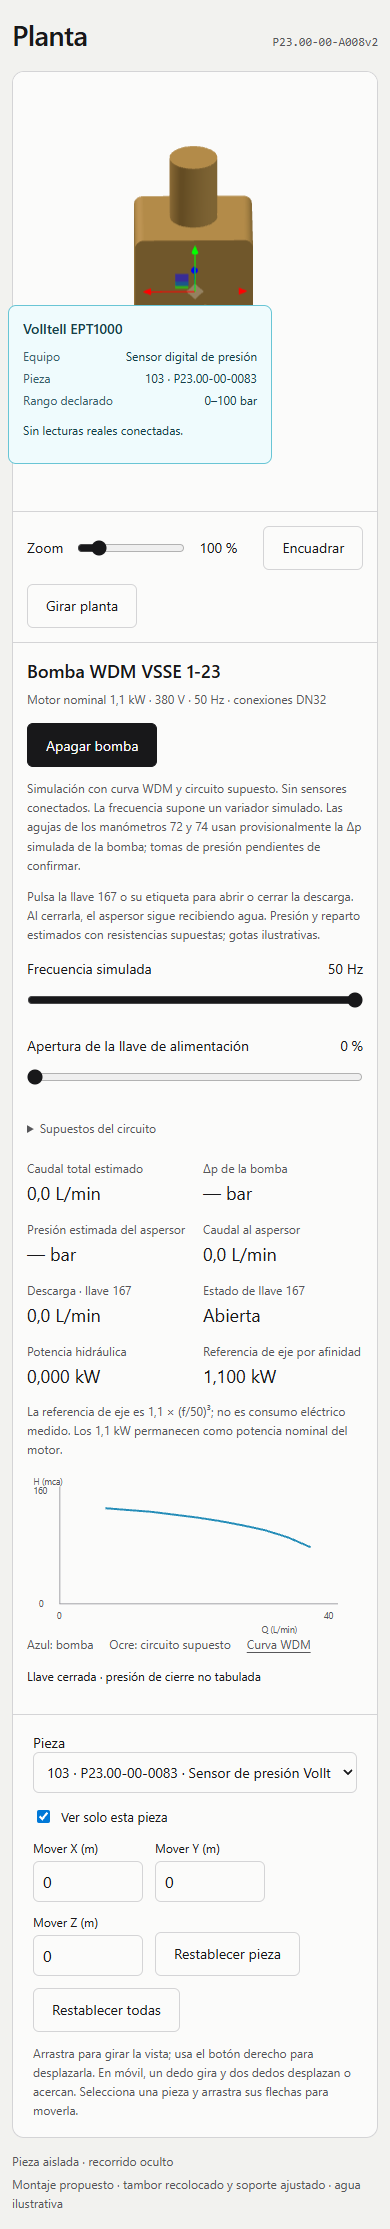 Planta
P23.00-00-A008v2
Volltell EPT1000
Equipo Sensor digital de presión
Pieza 103 · P23.00-00-0083
Rango declarado 0–100 bar
Sin lecturas reales conectadas.
Zoom 100 % Encuadrar
Girar planta
Bomba WDM VSSE 1-23
Motor nominal 1,1 kW · 380 V · 50 Hz · conexiones DN32
Apagar bomba
Simulación con curva WDM y circuito supuesto. Sin sensores
conectados. La frecuencia supone un variador simulado. Las
agujas de los manómetros 72 y 74 usan provisionalmente la Δp
simulada de la bomba; tomas de presión pendientes de
confirmar.
Pulsa la llave 167 o su etiqueta para abrir o cerrar la descarga.
Al cerrarla, el aspersor sigue recibiendo agua. Presión y reparto
estimados con resistencias supuestas; gotas ilustrativas.
Frecuencia simulada 50 Hz
Apertura de la llave de alimentación 0 %
▶ Supuestos del circuito
Caudal total estimado Δp de la bomba
0,0 L/min — bar
Presión estimada del aspersor Caudal al aspersor
— bar 0,0 L/min
Descarga · llave 167 Estado de llave 167
0,0 L/min Abierta
Potencia hidráulica Referencia de eje por afinidad
0,000 kW 1,100 kW
La referencia de eje es 1,1 × (f/50)³; no es consumo eléctrico
medido. Los 1,1 kW permanecen como potencia nominal del
motor.
H (mca)
160
0
0 40
Q (L/min)
Azul: bomba Ocre: circuito supuesto Curva WDM
Llave cerrada · presión de cierre no tabulada
Pieza
103 · P23.00-00-0083 · Sensor de presión Vollt
Ver solo esta pieza
Mover X (m) Mover Y (m)
0 0
Mover Z (m)
0 Restablecer pieza
Restablecer todas
Arrastra para girar la vista; usa el botón derecho para
desplazarla. En móvil, un dedo gira y dos dedos desplazan o
acercan. Selecciona una pieza y arrastra sus flechas para
moverla.
Pieza aislada · recorrido oculto
Montaje propuesto · tambor recolocado y soporte ajustado · agua
ilustrativa